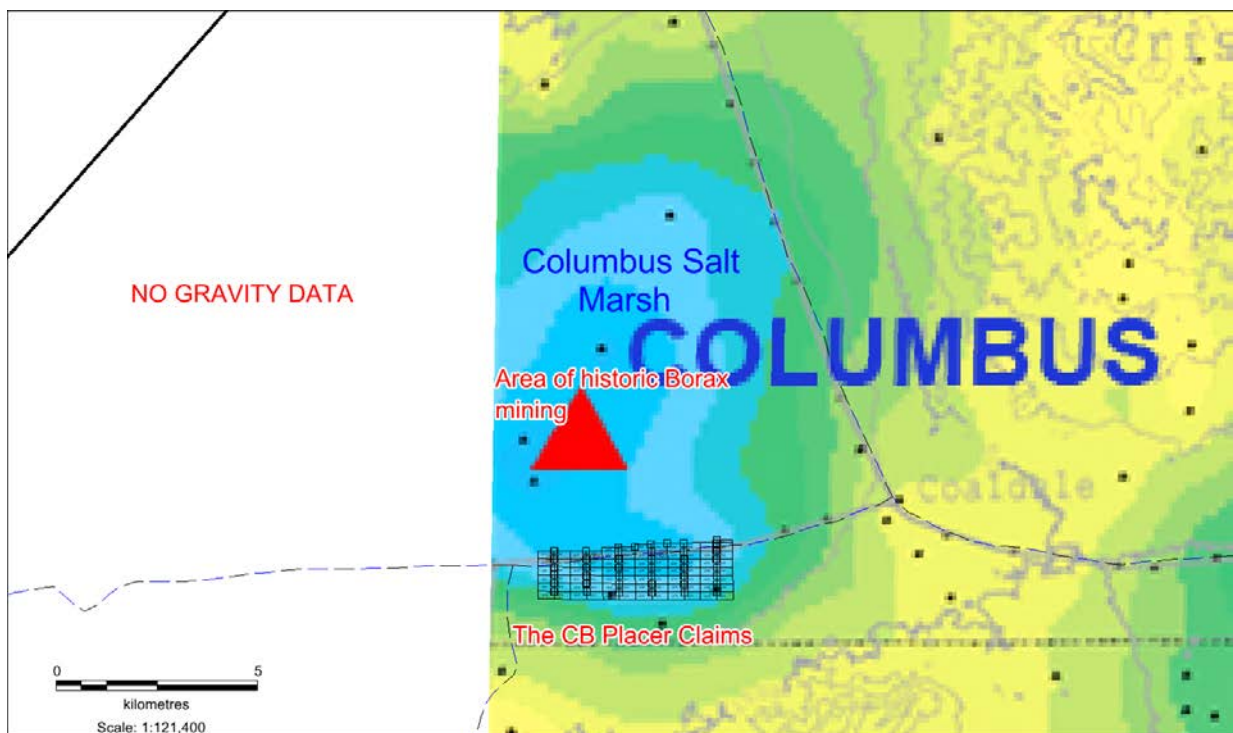 NO GRAVITY DATA
Columbus Salt
Marsh
COLUMBUS
Area of historic Borax
mining
Coaldale
The CB Placer Claims
0 5
kilometres
Scale: 1:121,400